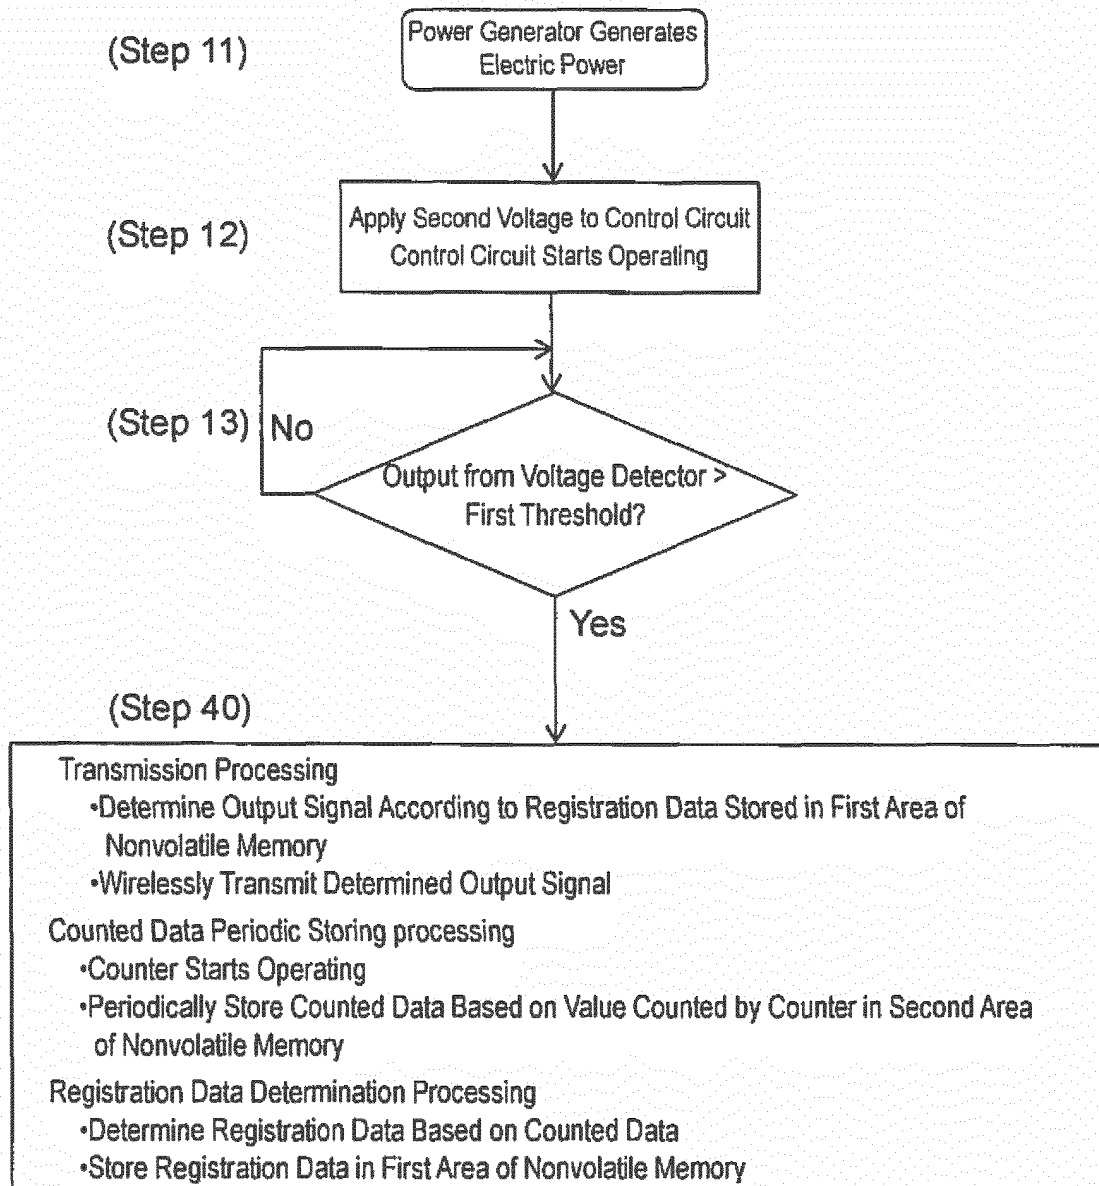 (Step 11)
Power Generator Generates
Electric Power
(Step 12)
Apply Second Voltage to Control Circuit
Control Circuit Starts Operating
(Step 13)
No
Output from Voltage Detector >
First Threshold?
Yes
(Step 40)
Transmission Processing
•Determine Output Signal According to Registration Data Stored in First Area of
Nonvolatile Memory
•Wirelessly Transmit Determined Output Signal
Counted Data Periodic Storing processing
•Counter Starts Operating
•Periodically Store Counted Data Based on Value Counted by Counter in Second Area
of Nonvolatile Memory
Registration Data Determination Processing
•Determine Registration Data Based on Counted Data
•Store Registration Data in First Area of Nonvolatile Memory